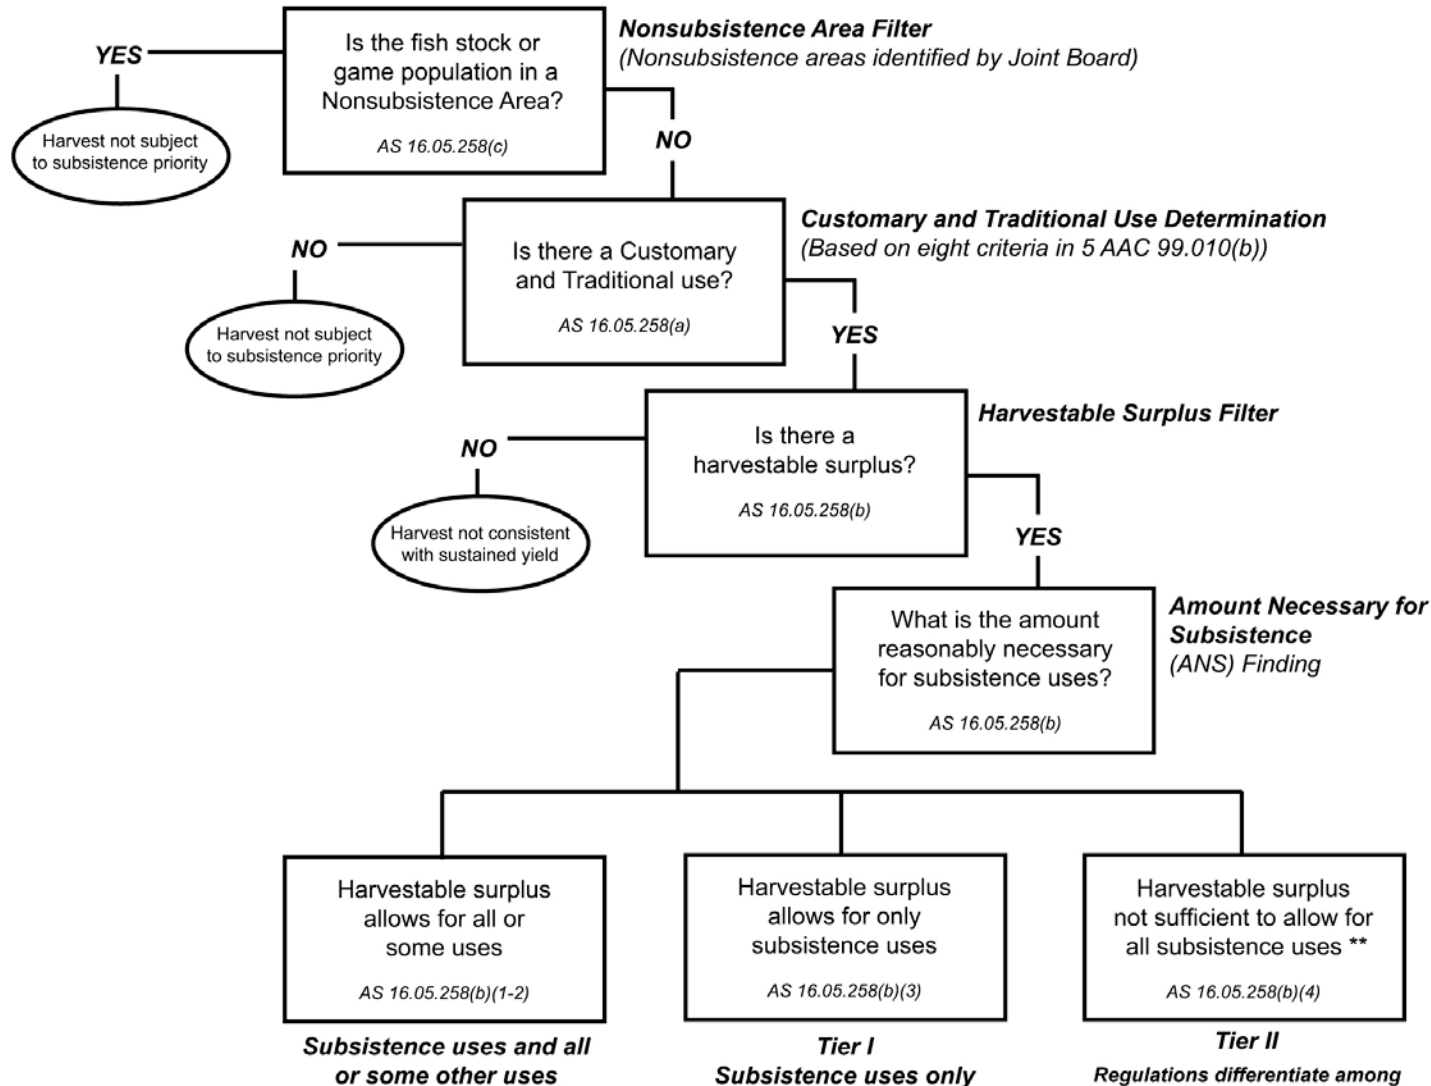 Nonsubsistence Area Filter
(Nonsubsistence areas identified by Joint Board)
Is the fish stock or
game population in a
Nonsubsistence Area?
AS 16.05.258(c)
YES
Harvest not subject
to subsistence priority
NO
Customary and Traditional Use Determination
(Based on eight criteria in 5 AAC 99.010(b))
Is there a Customary
and Traditional use?
AS 16.05.258(a)
NO
Harvest not subject
to subsistence priority
YES
Harvestable Surplus Filter
Is there a
harvestable surplus?
AS 16.05.258(b)
NO
Harvest not consistent
with sustained yield
YES
Amount Necessary for
Subsistence
(ANS) Finding
What is the amount
reasonably necessary
for subsistence uses?
AS 16.05.258(b)
Harvestable surplus
allows for all or
some uses
AS 16.05.258(b)(1-2)
Subsistence uses and all
or some other uses
Harvestable surplus
allows for only
subsistence uses
AS 16.05.258(b)(3)
Tier I
Subsistence uses only
Harvestable surplus
not sufficient to allow for
all subsistence uses **
AS 16.05.258(b)(4)
Tier II
Regulations differentiate among